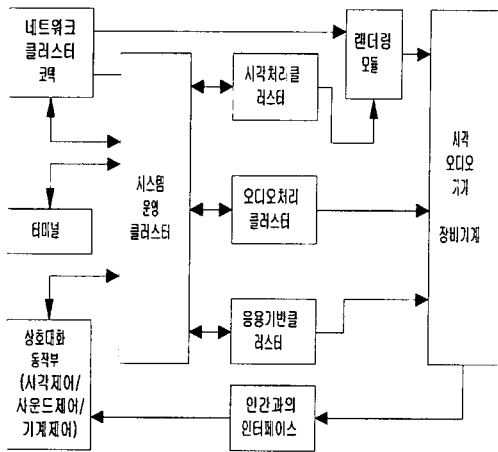 네트워크
클러스터
코덱
랜더링
모듈
시각처리클
러스터
시각
오디오
기기
장비기계
시스템
운영
클러스터
오디오처리
클러스터
터미널
응용기반클
러스터
상호대화
동작부
(시각제어/
사운드제어/
기계제어)
인간과의
인터페이스